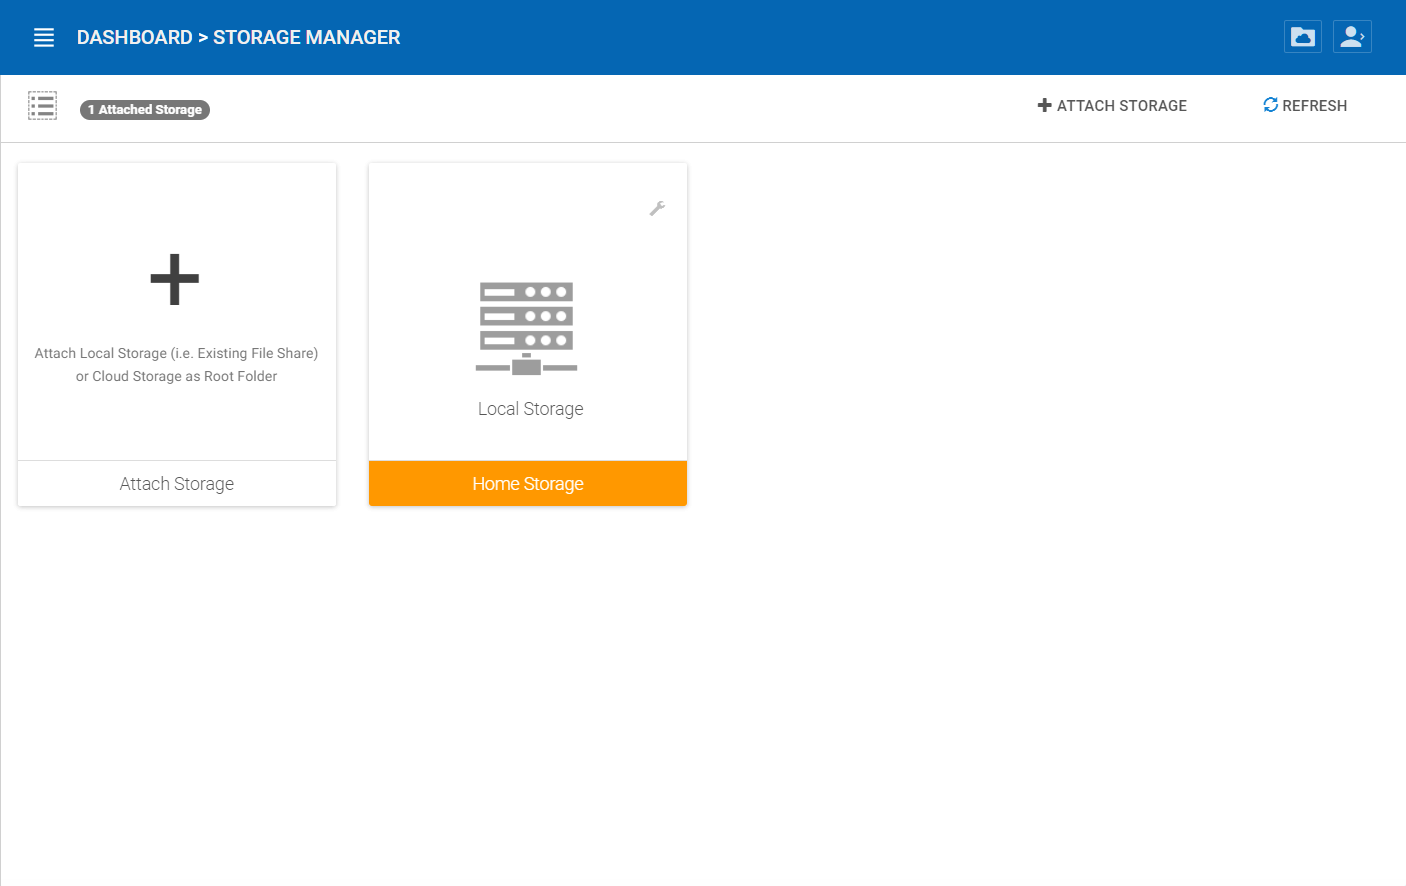 DASHBOARD > STORAGE MANAGER
1 Attached Storage
ATTACH STORAGE
REFRESH
Attach Local Storage (i.e. Existing File Share)
or Cloud Storage as Root Folder
Attach Storage
Local Storage
Home Storage